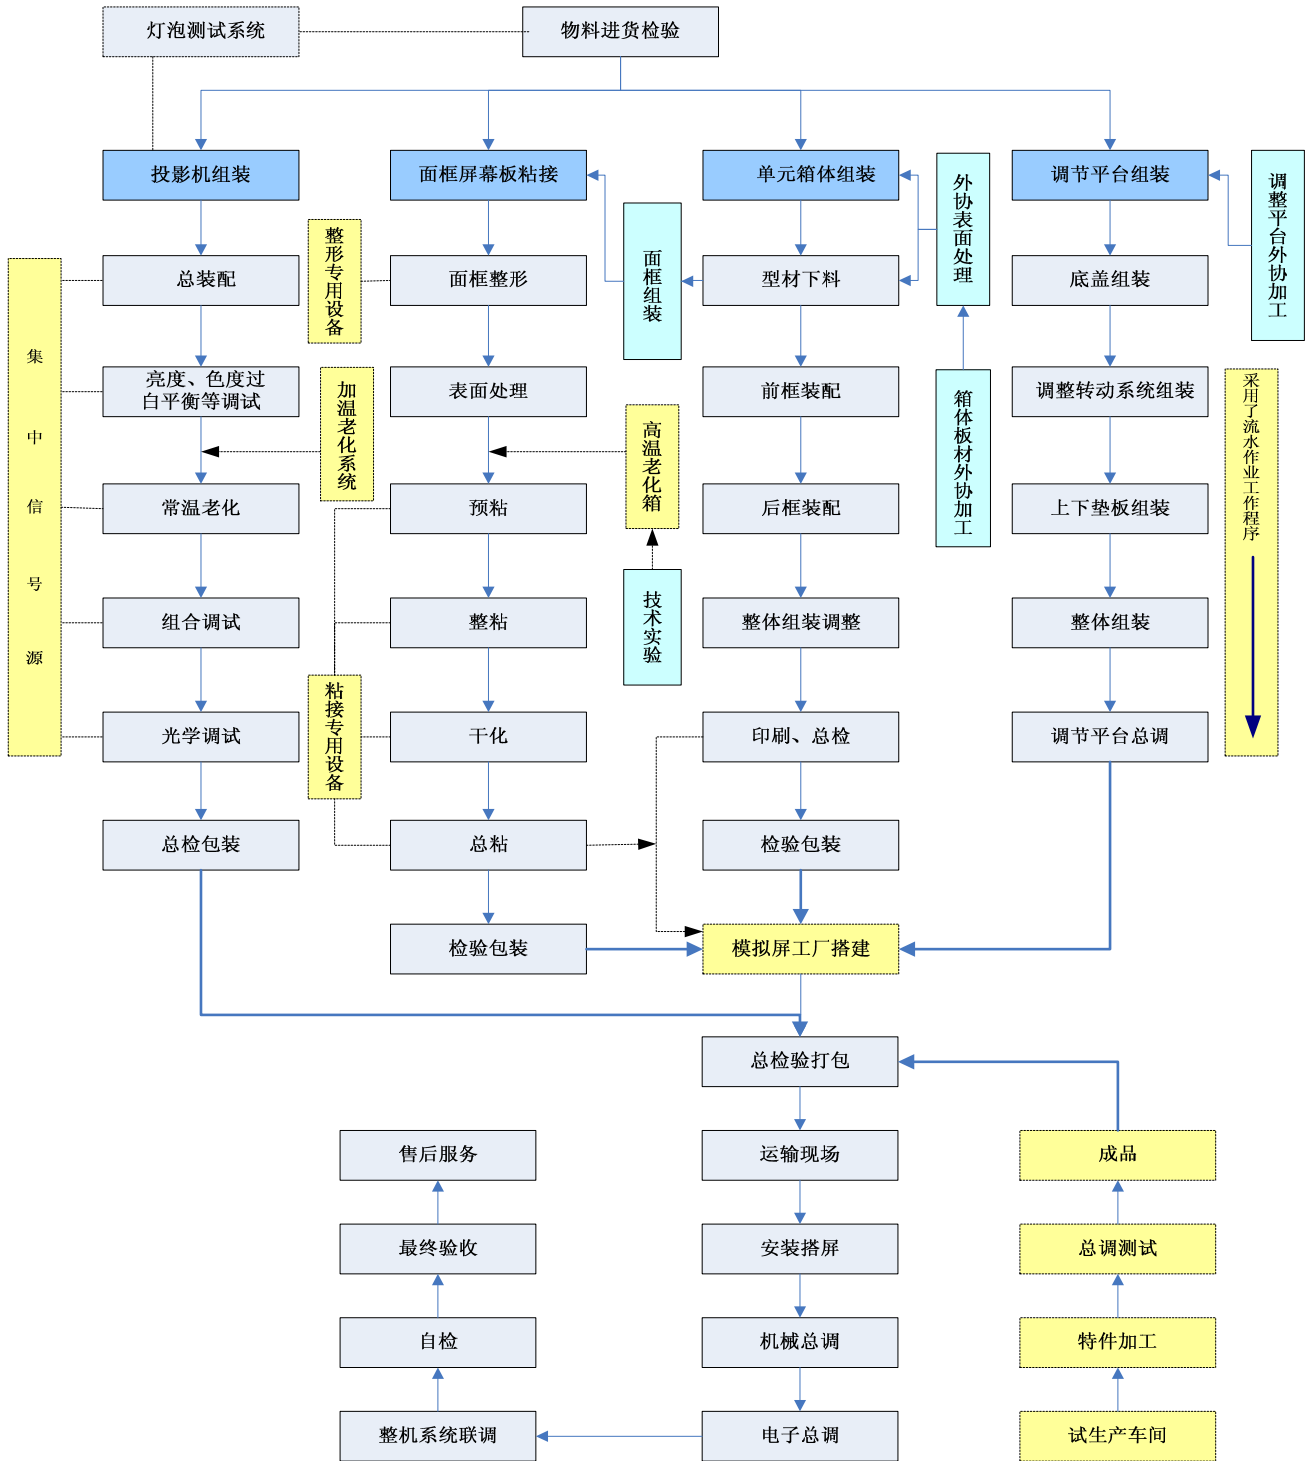 灯泡测试系统
物料进货检验
投影机组装
面框屏幕板粘接
单元箱体组装
调节平台组装
外协表面处理
调整平台外协加工
整形专用设备
面框组装
集中信号源
总装配
面框整形
型材下料
底盖组装
亮度、色度过
白平衡等调试
加温老化系统
表面处理
高温老化箱
前框装配
箱体板材外协加工
调整转动系统组装
采用了流水作业工作程序
常温老化
预粘
后框装配
上下垫板组装
技术实验
组合调试
整粘
整体组装调整
整体组装
粘接专用设备
光学调试
干化
印刷、总检
调节平台总调
总检包装
总粘
检验包装
检验包装
模拟屏工厂搭建
总检验打包
售后服务
运输现场
成品
最终验收
安装搭屏
总调测试
自检
机械总调
特件加工
整机系统联调
电子总调
试生产车间